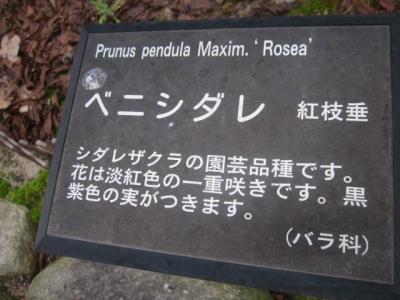 Prunus pendula Maxim. ‘Rosea’
ベニシダレ 紅枝垂
シダレザクラの園芸品種です。
花は淡紅色の一重咲きです。黒
紫色の実がつきます。
(バラ科)